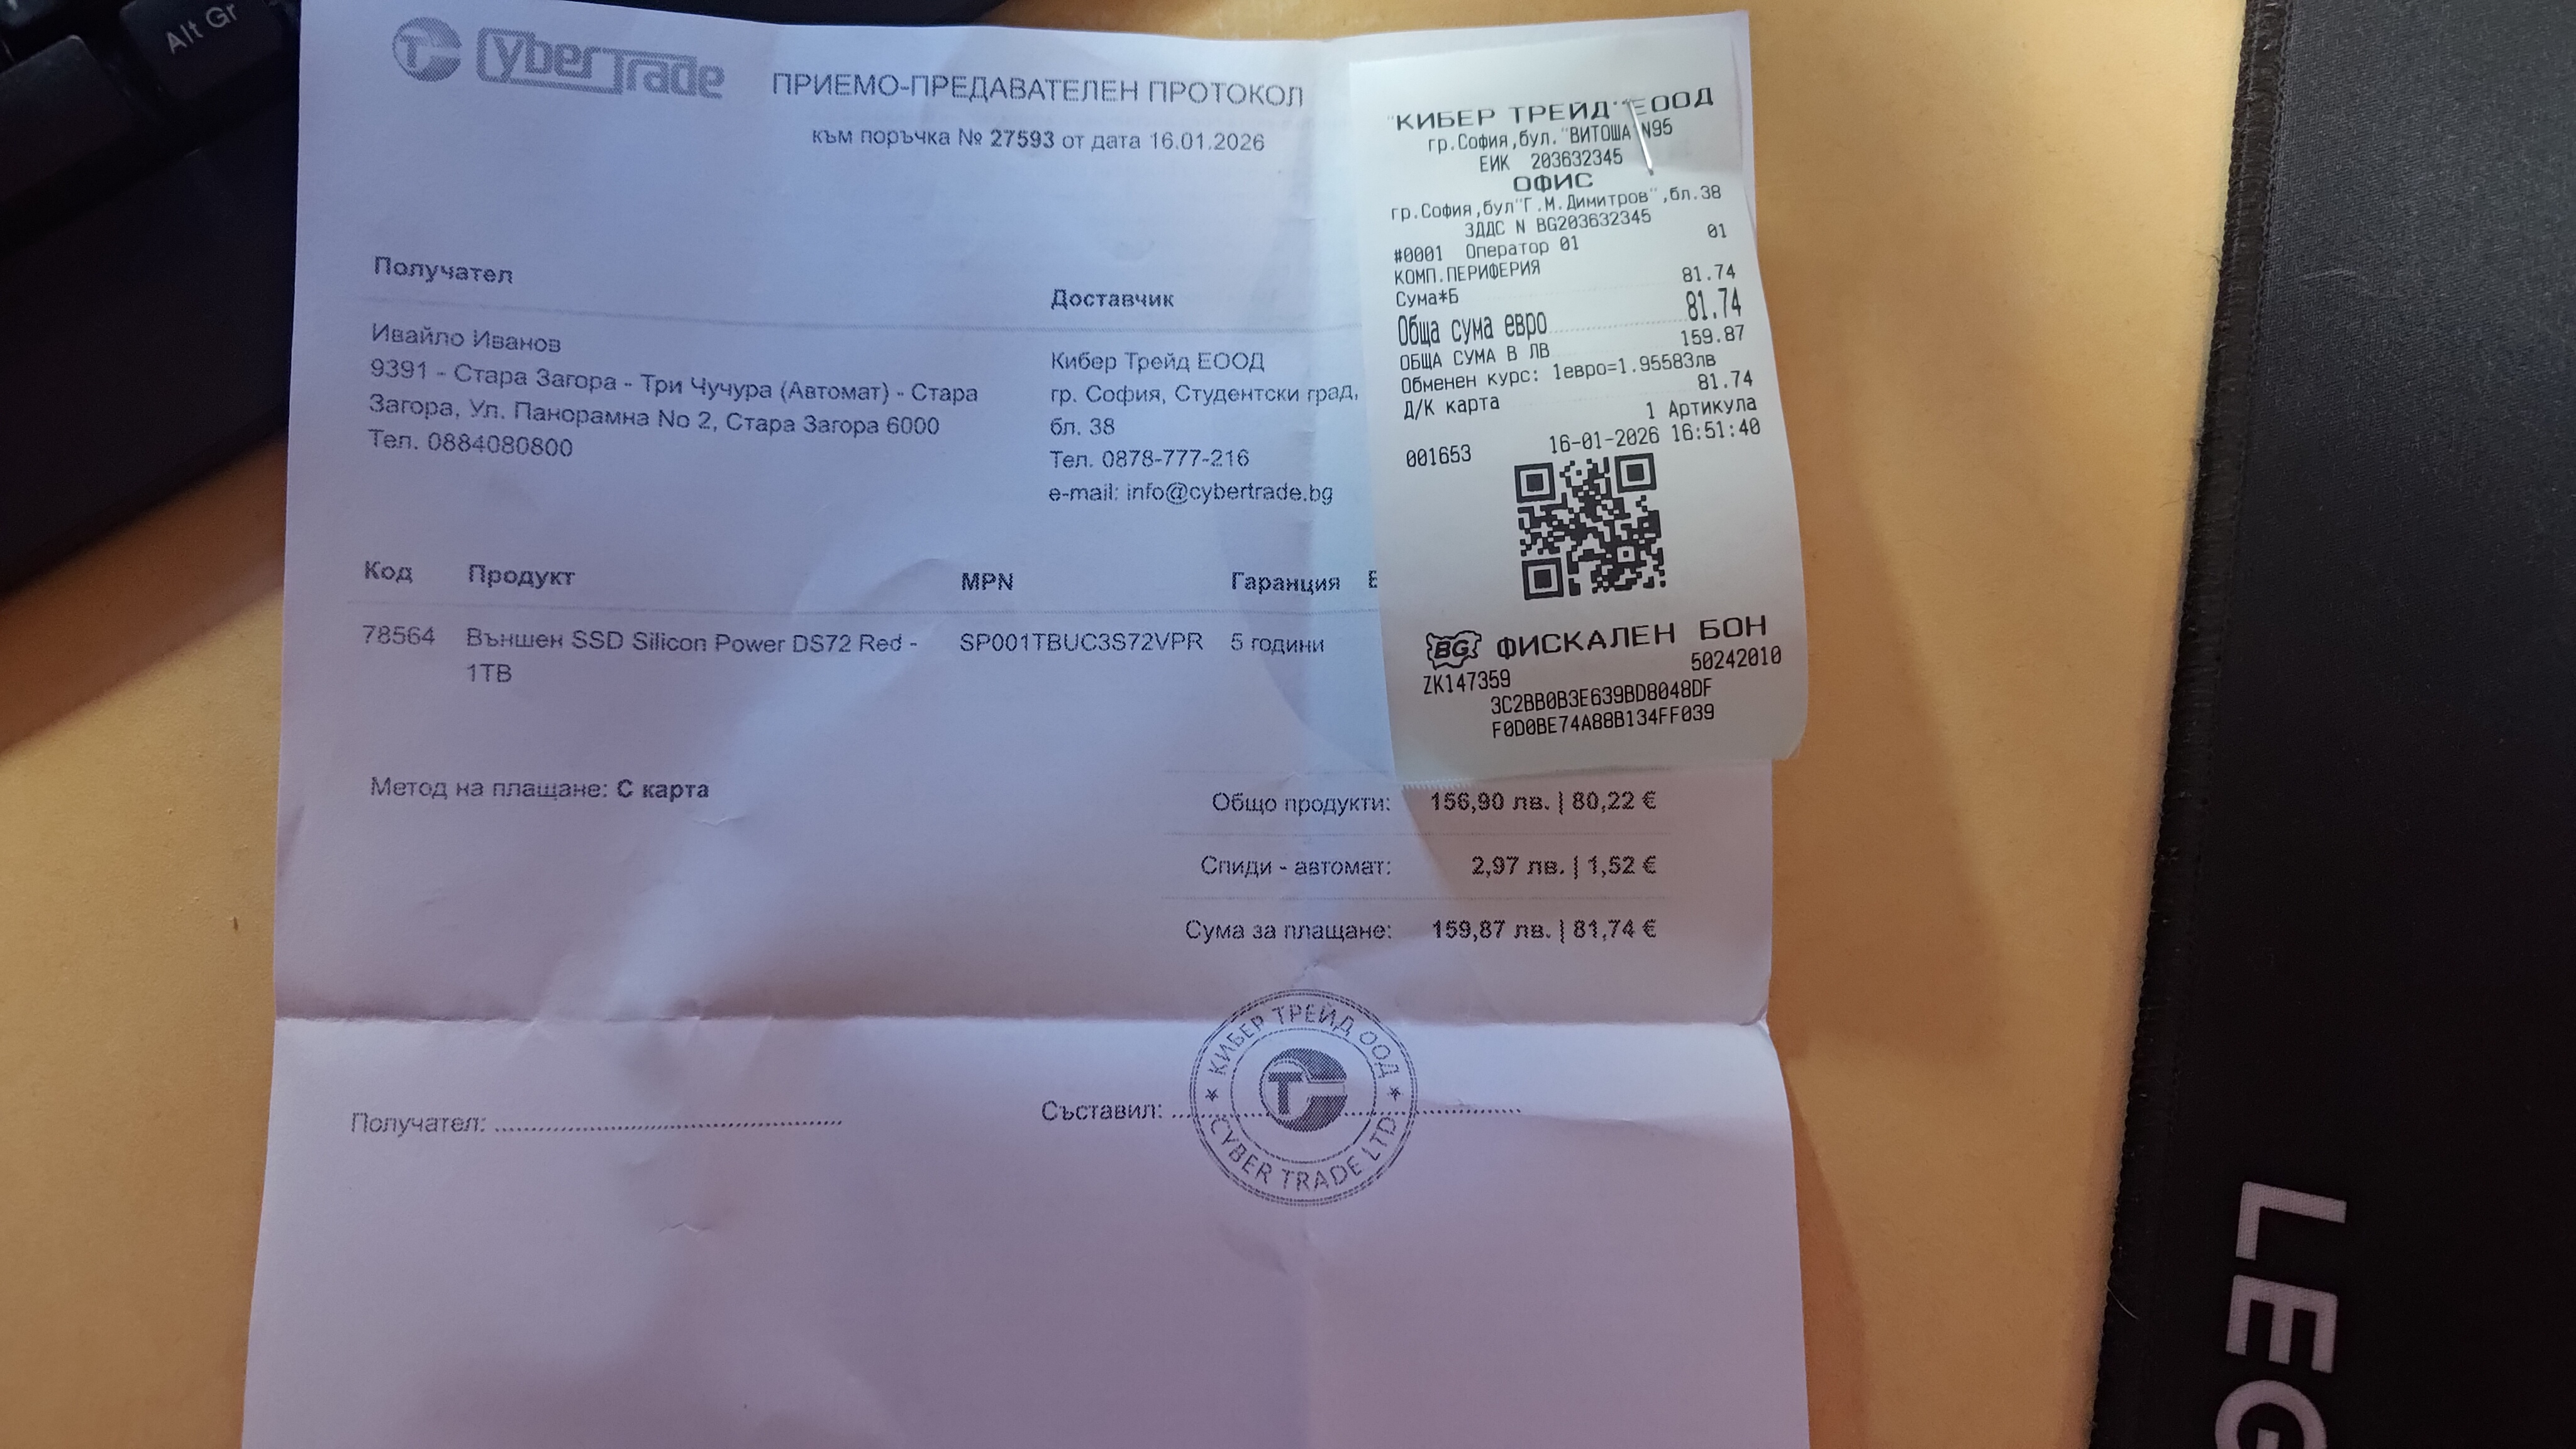 Alt Gr
CyberTrade
ПРИЕМО-ПРЕДАВАТЕЛЕН ПРОТОКОЛ
към поръчка № 27593 от дата 16.01.2026
Получател
Ивайло Иванов
9391 - Стара Загора - Три Чучура (Автомат) - Стара
Загора, Ул. Панорамна No 2, Стара Загора 6000
Тел. 0884080800
Доставчик
Кибер Трейд ЕООД
гр. София, Студентски град,
бл. 38
Тел. 0878-777-216
e-mail: info@cybertrade.bg
Код Продукт MPN Гаранция
78564 Външен SSD Silicon Power DS72 Red - SP001TBUC3S72VPR 5 години
1TB
Метод на плащане: С карта
Общо продукти: 156,90 лв. | 80,22 €
Спиди - автомат: 2,97 лв. | 1,52 €
Сума за плащане: 159,87 лв. | 81,74 €
Получател: ........................................
Съставил: ........................................
КИБЕР ТРЕЙД ООД
CYBER TRADE LTD
"КИБЕР ТРЕЙД" ЕООД
гр.София,бул."ВИТОША N95
ЕИК 203632345
ОФИС
гр.София,бул"Г.М.Димитров",бл.38
ЗДДС N BG203632345
#0001 Оператор 01 01
КОМП.ПЕРИФЕРИЯ
Сума*Б 81.74
Обща сума евро 81.74
ОБЩА СУМА В ЛВ 159.87
Обменен курс: 1евро=1.95583лв
Д/К карта 81.74
1 Артикула
001653 16-01-2026 16:51:40
BG ФИСКАЛЕН БОН
ZK147359 50242010
3C2BB0B3E639BD8048DF
F0D0BE74A88B134FF039
LEG